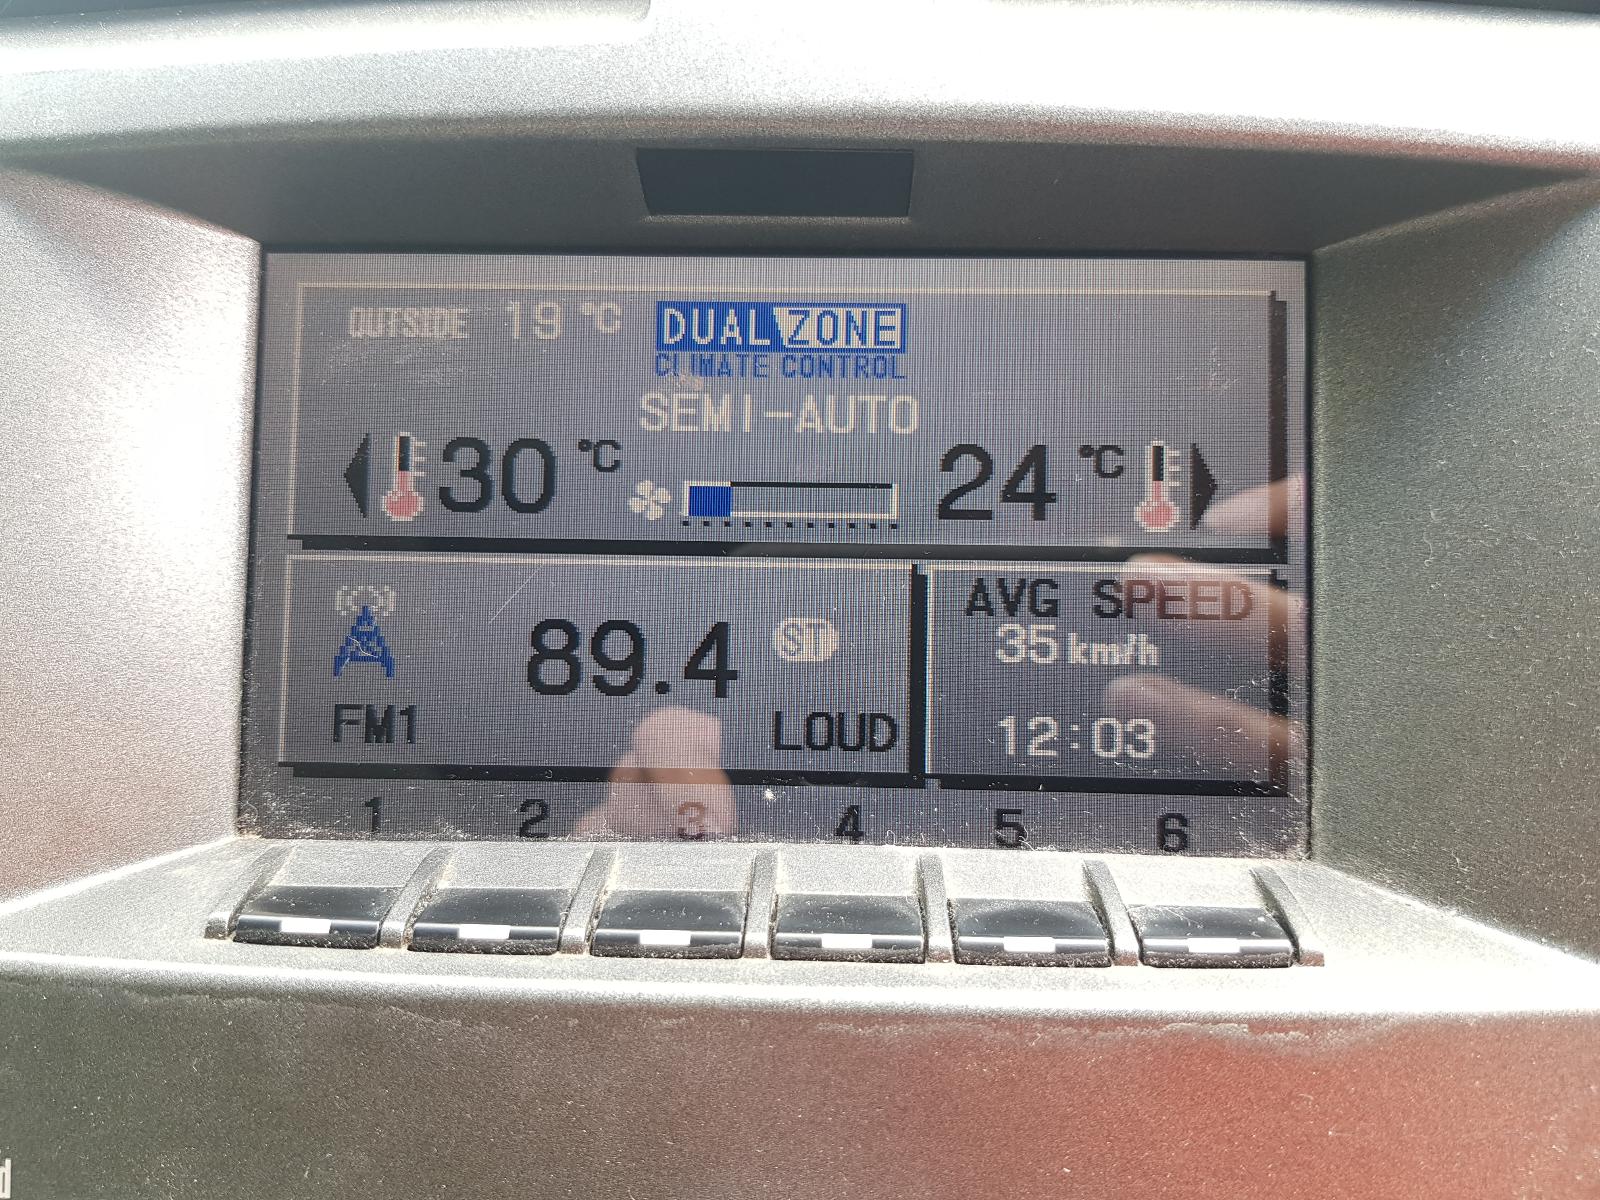 OUTSIDE 19 °C
DUAL ZONE
CLIMATE CONTROL
SEMI-AUTO
30 °C
24 °C
89.4 ST
FM1
LOUD
AVG SPEED
35 km/h
12:03
1 2 3 4 5 6